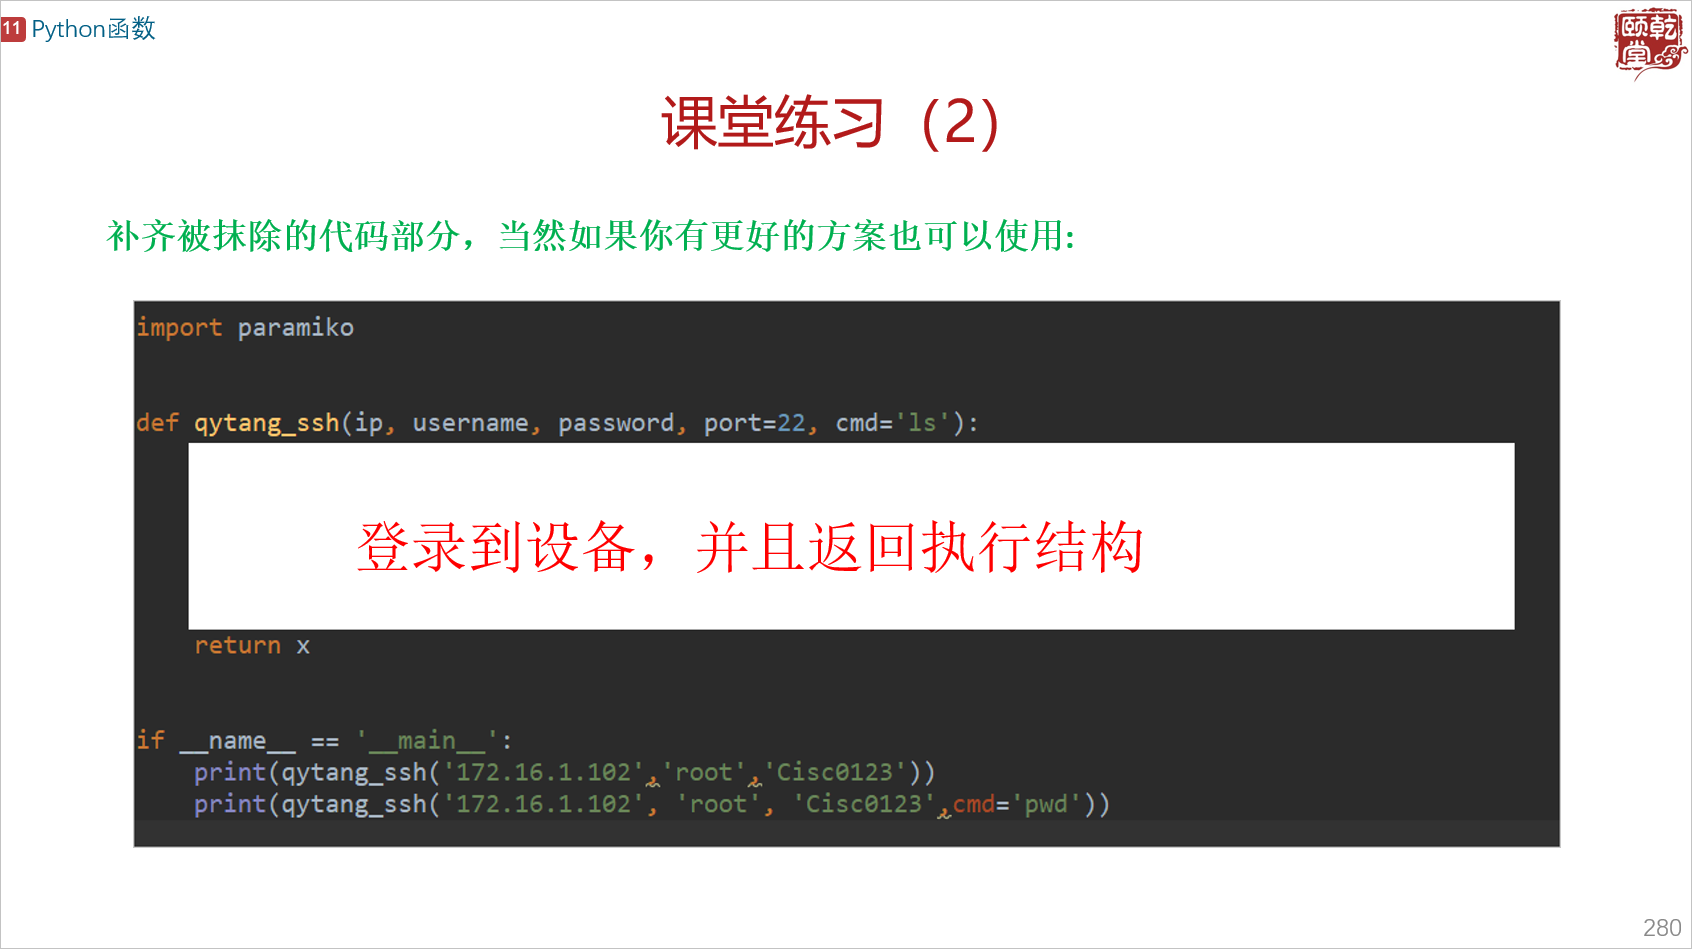 11 Python函数
颐乾堂
课堂练习（2）
补齐被抹除的代码部分，当然如果你有更好的方案也可以使用：
import paramiko
def qytang_ssh(ip, username, password, port=22, cmd='ls'):
登录到设备，并且返回执行结构
return x
if __name__ == '__main__':
print(qytang_ssh('172.16.1.102','root','Cisc0123'))
print(qytang_ssh('172.16.1.102', 'root', 'Cisc0123',cmd='pwd'))
280